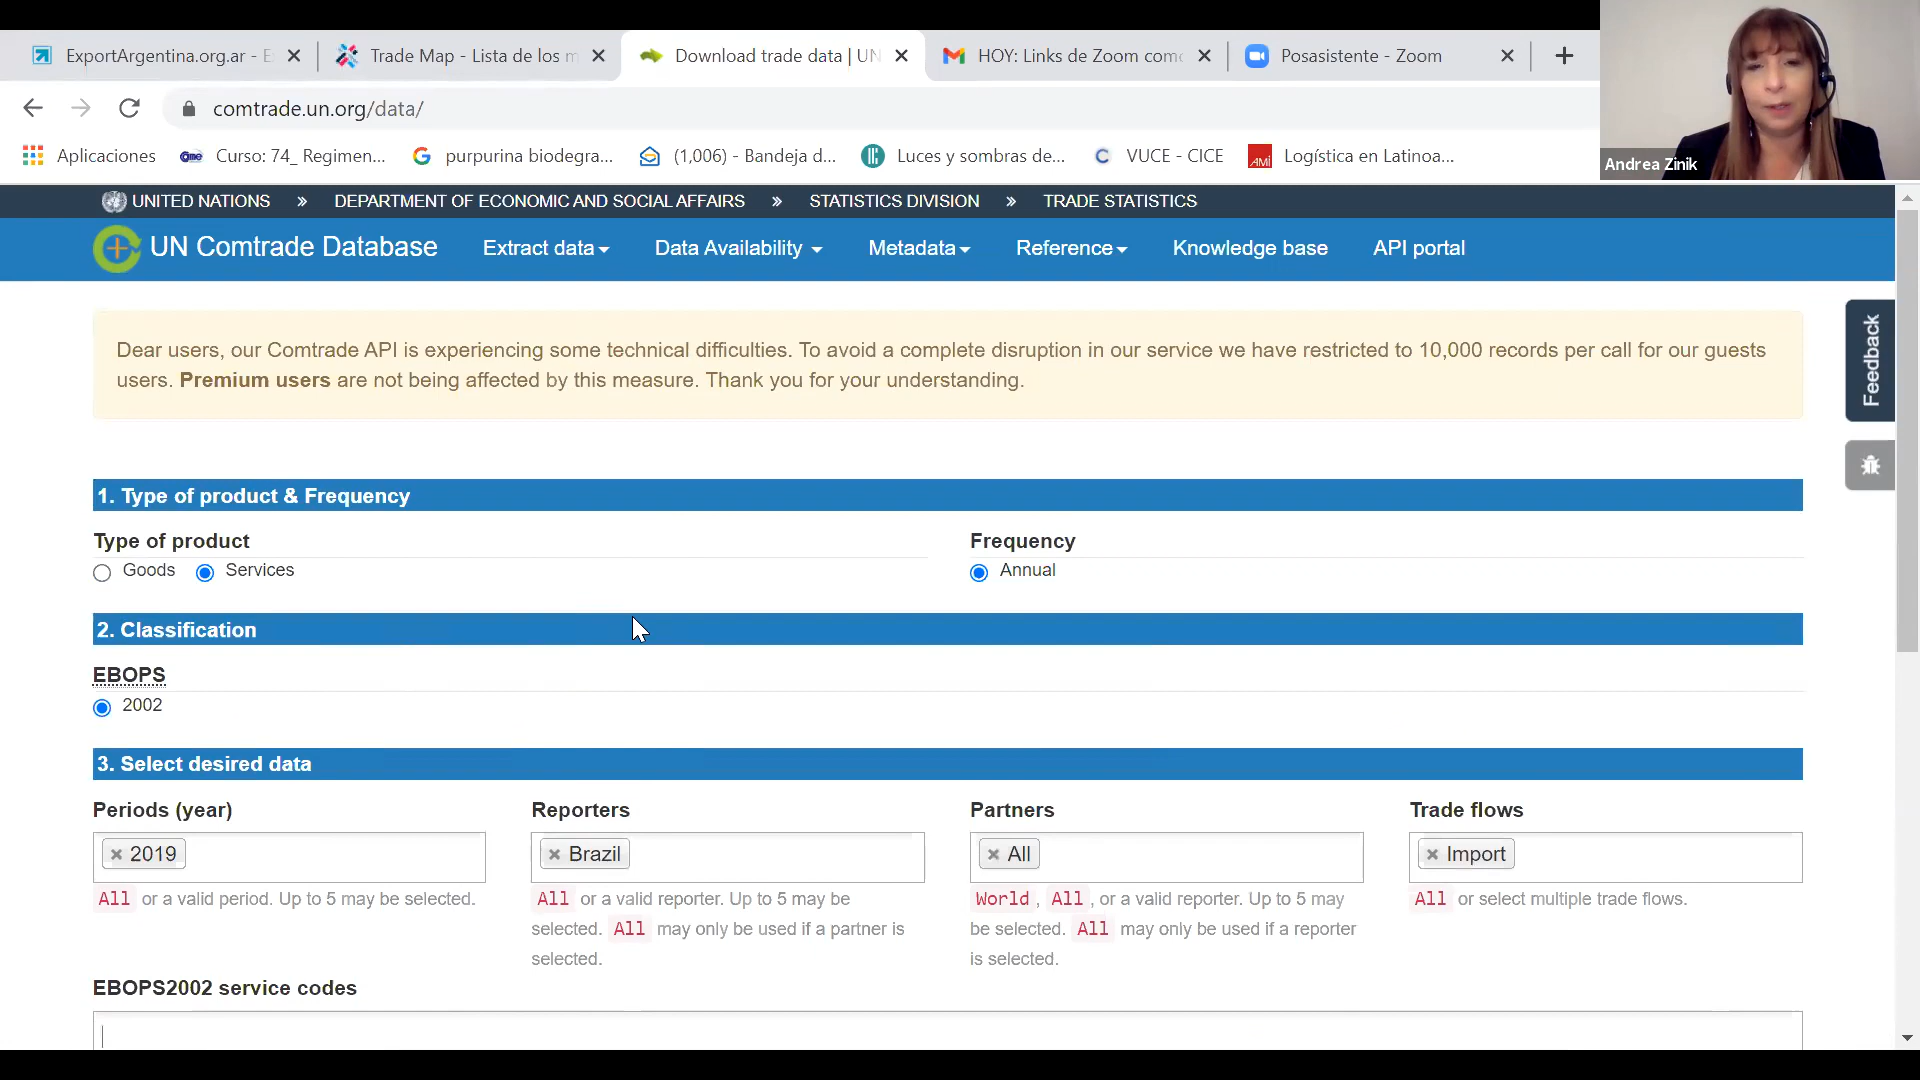 ExportArgentina.org.ar - E
Trade Map - Lista de los m
Download trade data | UN
HOY: Links de Zoom como
Posasistente - Zoom
comtrade.un.org/data/
Aplicaciones
Curso: 74_ Regimen...
purpurina biodegra...
(1,006) - Bandeja d...
Luces y sombras de...
VUCE - CICE
Logística en Latinoa...
Andrea Zinik
UNITED NATIONS » DEPARTMENT OF ECONOMIC AND SOCIAL AFFAIRS » STATISTICS DIVISION » TRADE STATISTICS
UN Comtrade Database
Extract data
Data Availability
Metadata
Reference
Knowledge base
API portal
Feedback
Dear users, our Comtrade API is experiencing some technical difficulties. To avoid a complete disruption in our service we have restricted to 10,000 records per call for our guests
users. Premium users are not being affected by this measure. Thank you for your understanding.
1. Type of product & Frequency
Type of product
Goods Services
Frequency
Annual
2. Classification
EBOPS
2002
3. Select desired data
Periods (year)
× 2019
All or a valid period. Up to 5 may be selected.
Reporters
× Brazil
All or a valid reporter. Up to 5 may be
selected. All may only be used if a partner is
selected.
Partners
× All
World , All , or a valid reporter. Up to 5 may
be selected. All may only be used if a reporter
is selected.
Trade flows
× Import
All or select multiple trade flows.
EBOPS2002 service codes